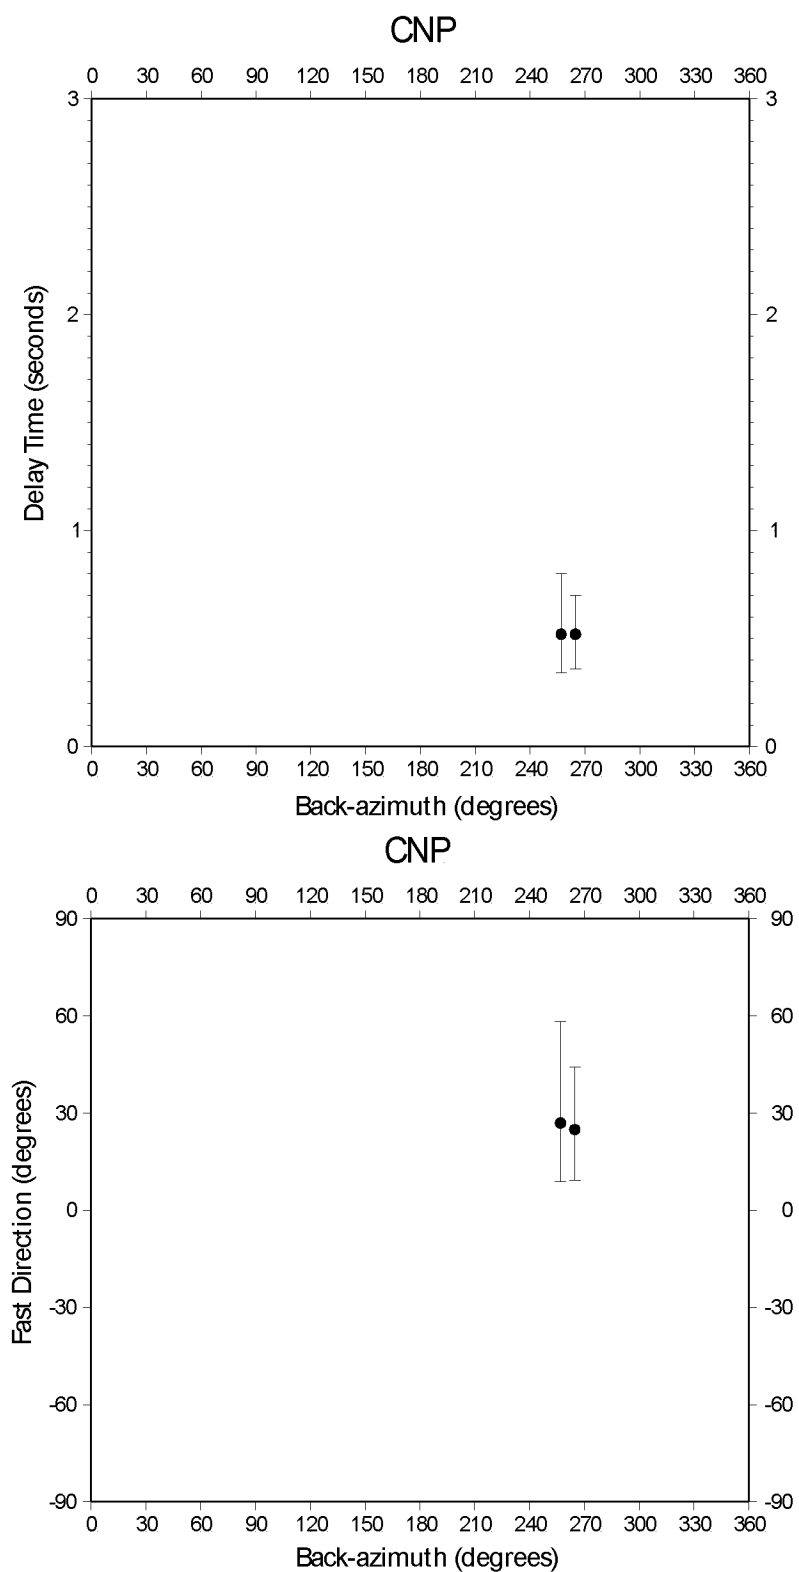 CNP
0 30 60 90 120 150 180 210 240 270 300 330 360
3 3
2 2
Delay Time (seconds)
1 1
0 0
0 30 60 90 120 150 180 210 240 270 300 330 360
Back-azimuth (degrees)
CNP
0 30 60 90 120 150 180 210 240 270 300 330 360
90 90
60 60
30 30
Fast Direction (degrees)
0 0
-30 -30
-60 -60
-90 -90
0 30 60 90 120 150 180 210 240 270 300 330 360
Back-azimuth (degrees)